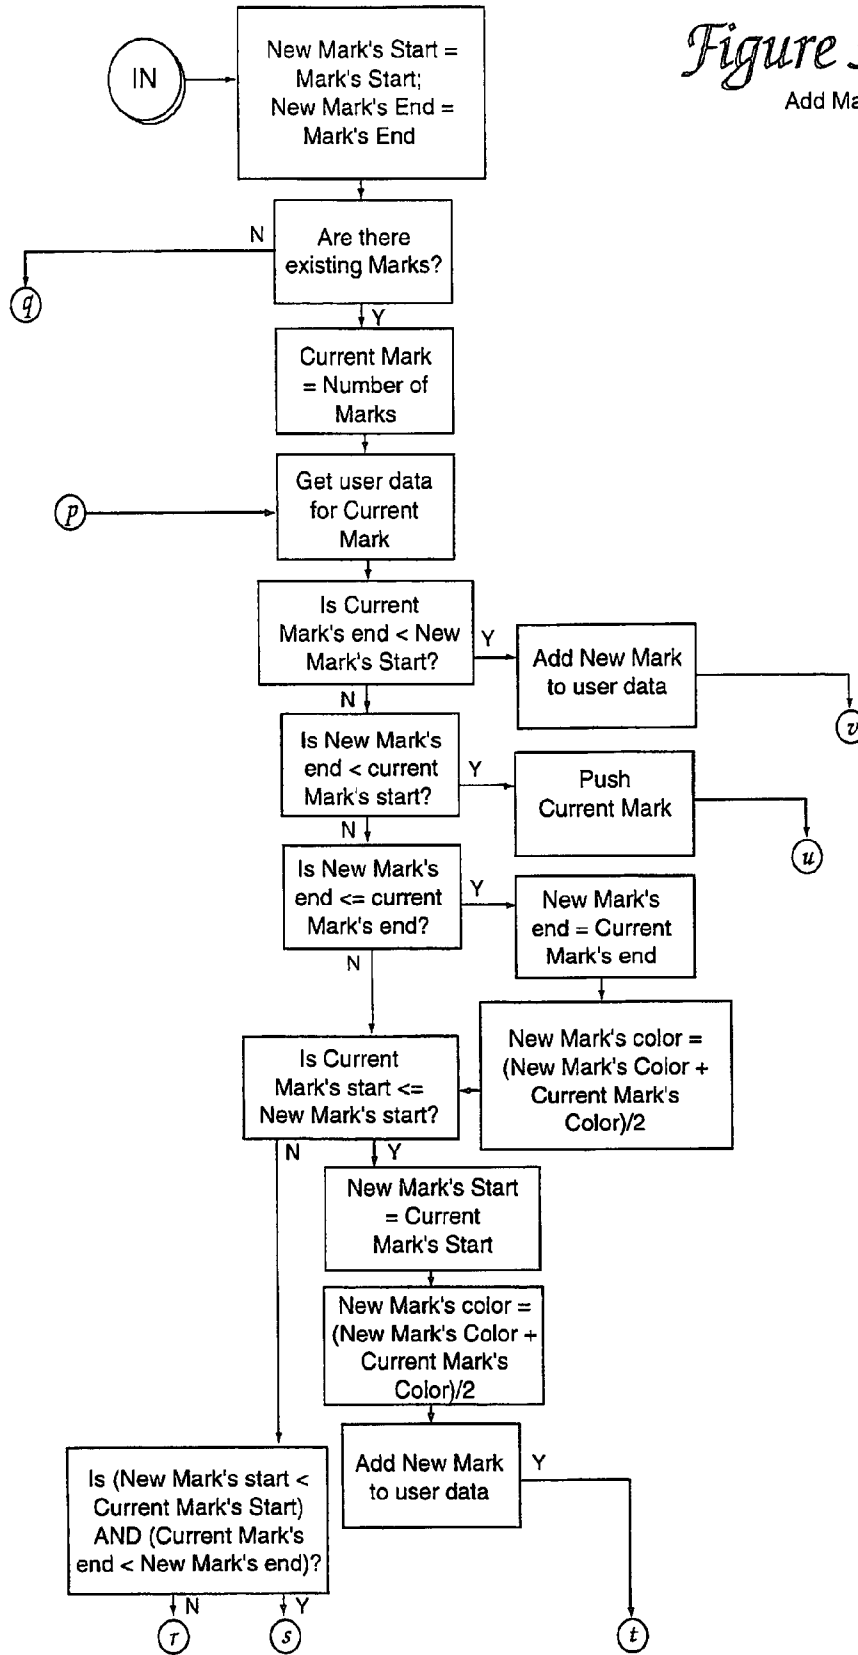 Figure
Add
IN
New Mark's Start =
Mark's Start;
New Mark's End =
Mark's End
N
Are there
existing Marks?
q
Y
Current Mark
= Number of
Marks
Get user data
for Current
Mark
p
Is Current
Mark's end < New
Mark's Start?
Y
Add New Mark
to user data
v
N
Is New Mark's
end < current
Mark's start?
Y
Push
Current Mark
u
N
Is New Mark's
end <= current
Mark's end?
Y
New Mark's
end = Current
Mark's end
N
New Mark's color =
(New Mark's Color +
Current Mark's
Color)/2
Is Current
Mark's start <=
New Mark's start?
N
Y
New Mark's Start
= Current
Mark's Start
New Mark's color =
(New Mark's Color +
Current Mark's
Color)/2
Add New Mark
to user data
Y
Is (New Mark's start <
Current Mark's Start)
AND (Current Mark's
end < New Mark's end)?
N
Y
r
s
t